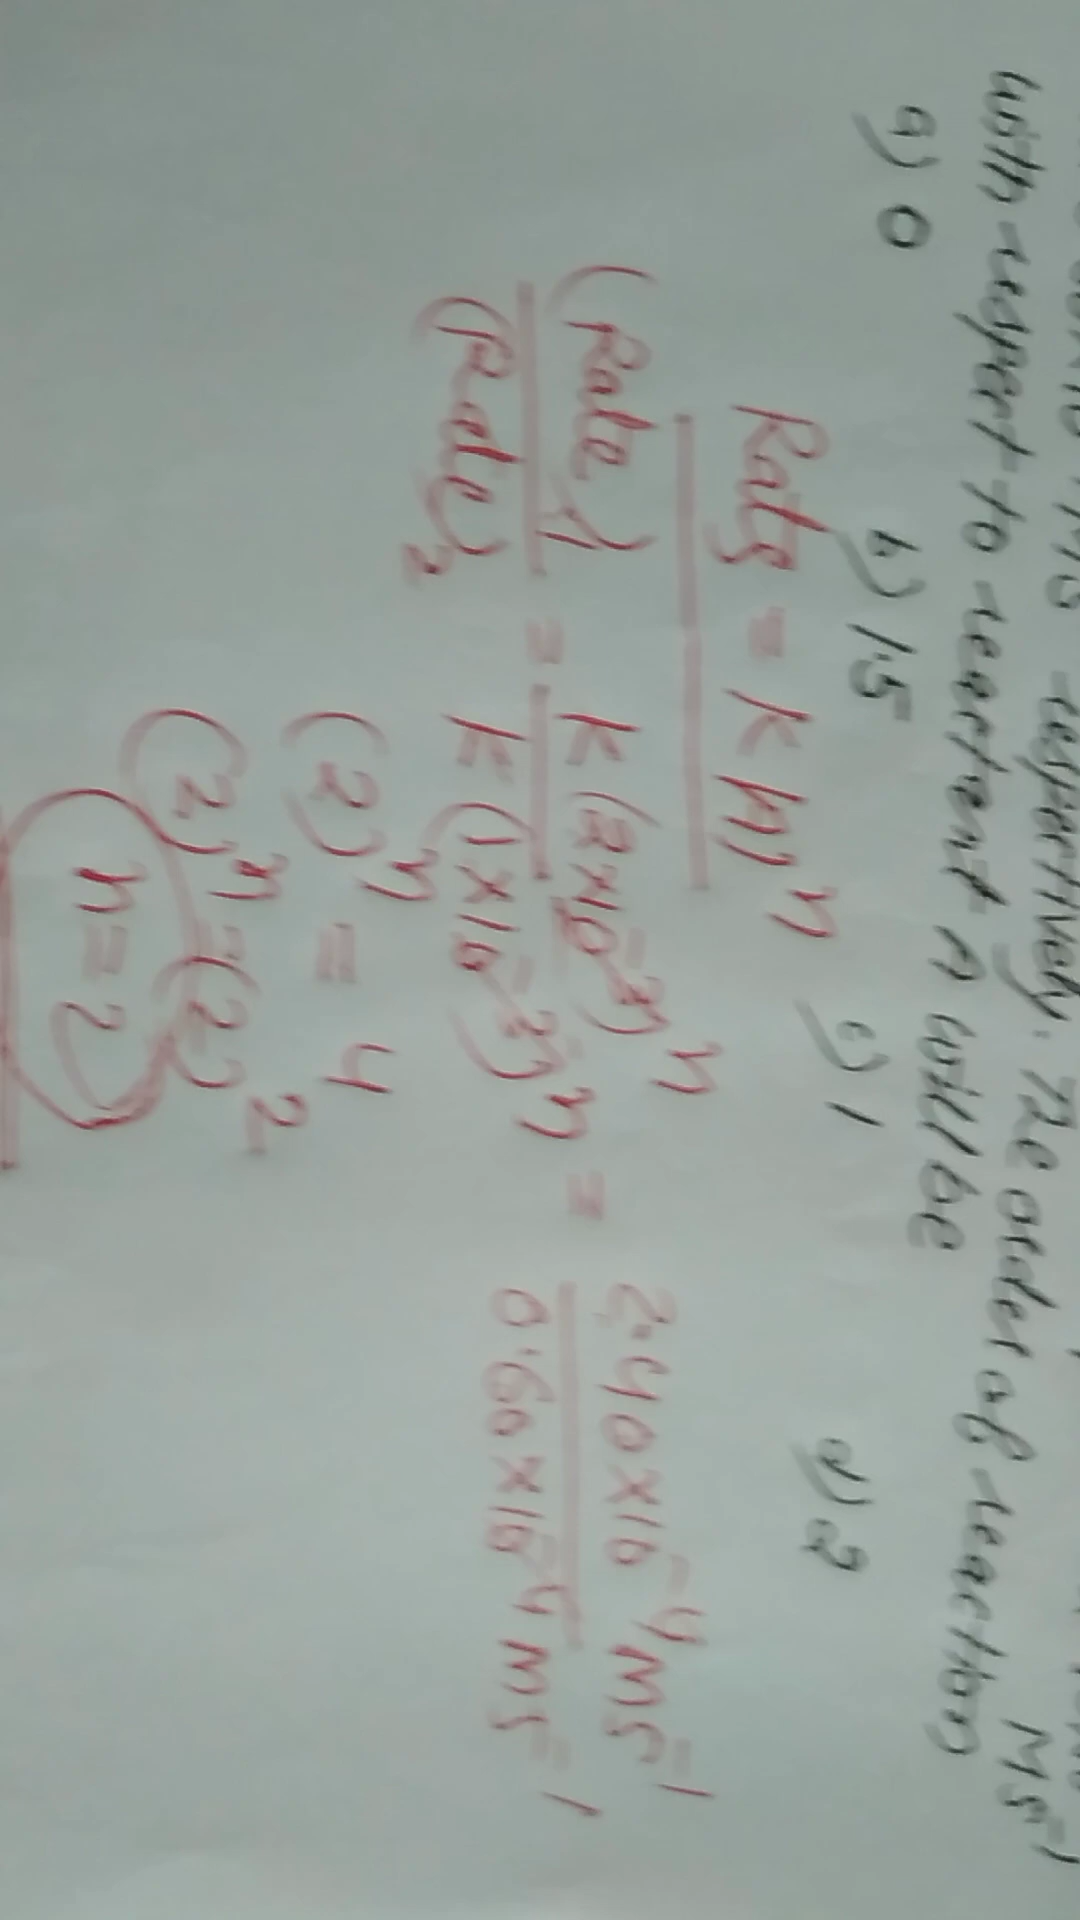 respectively. The order of reaction
with respect to reactant A will be
a) 0 b) 1.5 c) 1 d) 2
Rate = K (A)^n
(Rate)1 / (Rate)2 = K (2×10^-3)^n / K (1×10^-3)^n = 2.40×10^-4 MS^-1 / 0.60×10^-4 MS^-1
(2)^n = 4
(2)^n = (2)^2
n = 2